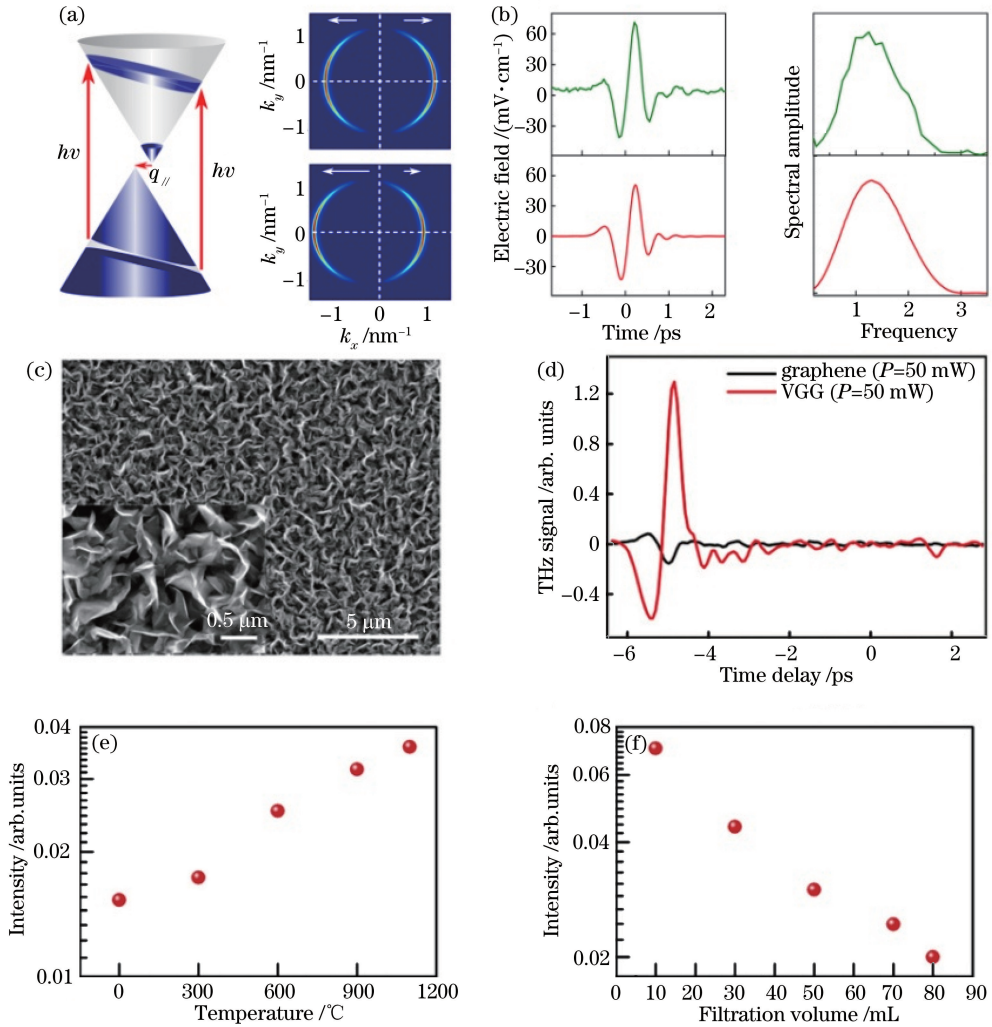 (a)
hν
hν
q//
1
0
−1
k_y /nm⁻¹
1
0
−1
k_y /nm⁻¹
−1
0
1
k_x /nm⁻¹
(b)
60
30
0
−30
60
30
0
−30
Electric field /(mV·cm⁻¹)
−1
0
1
2
Time /ps
Spectral amplitude
1
2
3
Frequency
(c)
0.5 μm
5 μm
(d)
graphene (P=50 mW)
VGG (P=50 mW)
1.2
0.8
0.4
0
−0.4
THz signal /arb. units
−6
−4
−2
0
2
Time delay /ps
(e)
0.04
0.03
0.02
0.01
Intensity /arb.units
0
300
600
900
1200
Temperature /℃
(f)
0.08
0.06
0.04
0.02
Intensity /arb.units
0
10
20
30
40
50
60
70
80
90
Filtration volume /mL